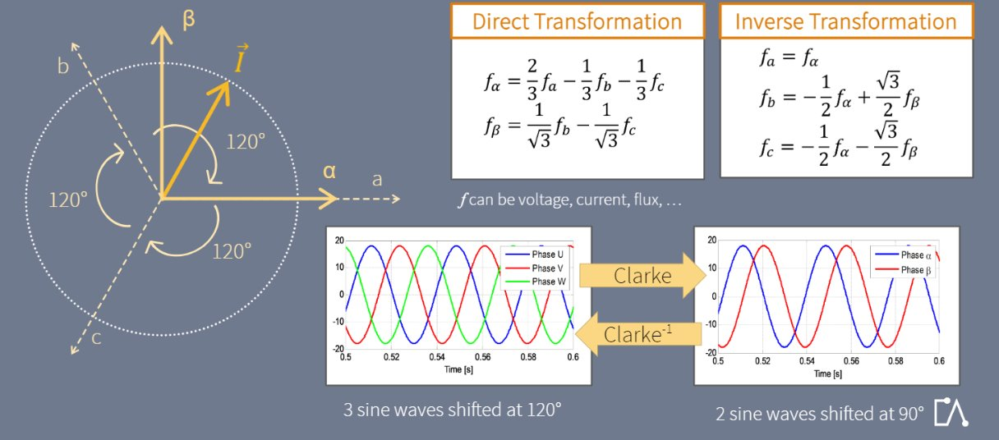 β
b
I⃗
120°
α
a
120°
120°
c
Direct Transformation
fα = 2/3 fa − 1/3 fb − 1/3 fc
fβ = 1/√3 fb − 1/√3 fc
Inverse Transformation
fa = fα
fb = −1/2 fα + √3/2 fβ
fc = −1/2 fα − √3/2 fβ
f can be voltage, current, flux, …
20
10
0
-10
-20
0.5 0.52 0.54 0.56 0.58 0.6
Time [s]
Phase U
Phase V
Phase W
Clarke
Clarke⁻¹
20
10
0
-10
-20
0.5 0.52 0.54 0.56 0.58 0.6
Time [s]
Phase α
Phase β
3 sine waves shifted at 120°
2 sine waves shifted at 90°